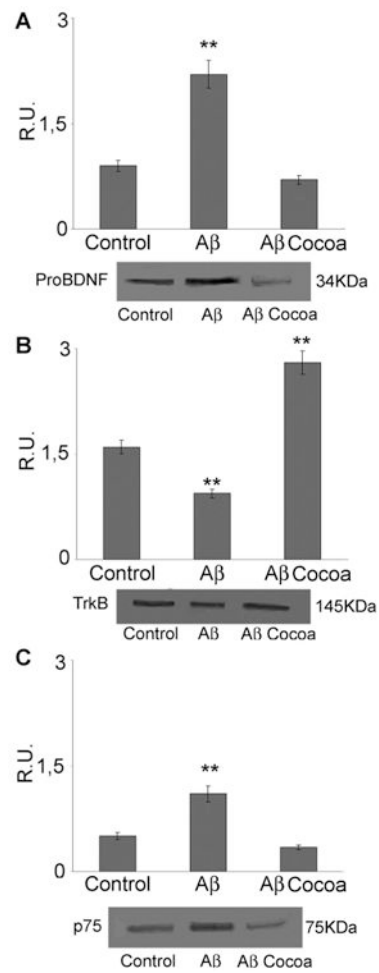 A
3
**
R.U.
1,5
0
Control Aβ Aβ Cocoa
ProBDNF 34KDa
Control Aβ Aβ Cocoa
B
3
**
R.U.
1,5
**
0
Control Aβ Aβ Cocoa
TrkB 145KDa
Control Aβ Aβ Cocoa
C
3
R.U.
1,5
**
0
Control Aβ Aβ Cocoa
p75 75KDa
Control Aβ Aβ Cocoa